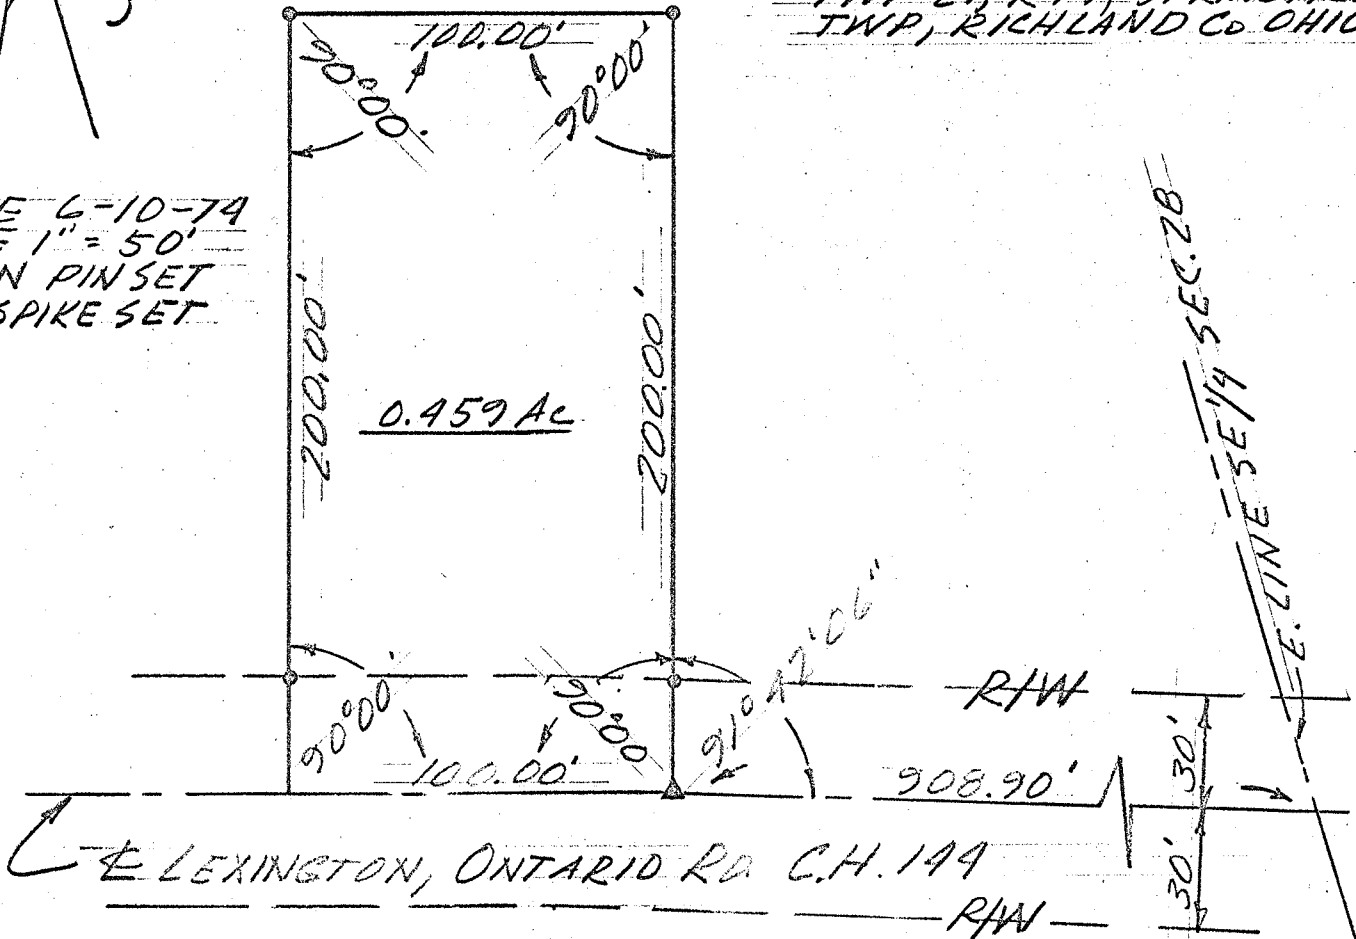 TWP, RICHLAND Co OHIO
100.00'
90°00'
90°00'
E 6-10-74
E 1" = 50'
N PIN SET
SPIKE SET
200.00'
200.00'
0.459 Ac
E. LINE SE 1/4 SEC. 28
90°00'
90°00'
91° 42' 06"
R/W
100.00'
908.90'
30'
30'
℄ LEXINGTON, ONTARIO RD. C.H. 144
R/W